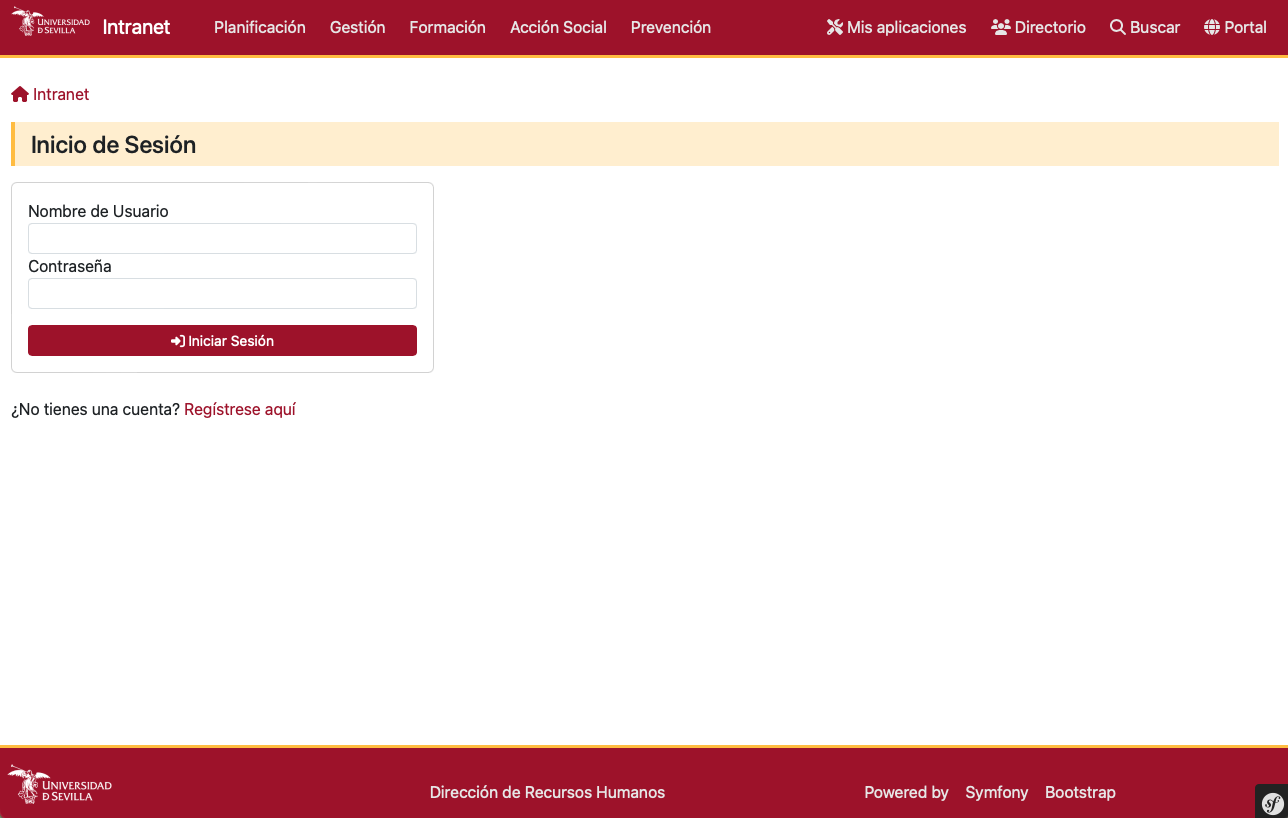 UNIVERSIDAD
D SEVILLA
Intranet Planificación Gestión Formación Acción Social Prevención Mis aplicaciones Directorio Buscar Portal
Intranet
Inicio de Sesión
Nombre de Usuario
Contraseña
Iniciar Sesión
¿No tienes una cuenta? Regístrese aquí
UNIVERSIDAD
D SEVILLA
Dirección de Recursos Humanos
Powered by Symfony Bootstrap
sf